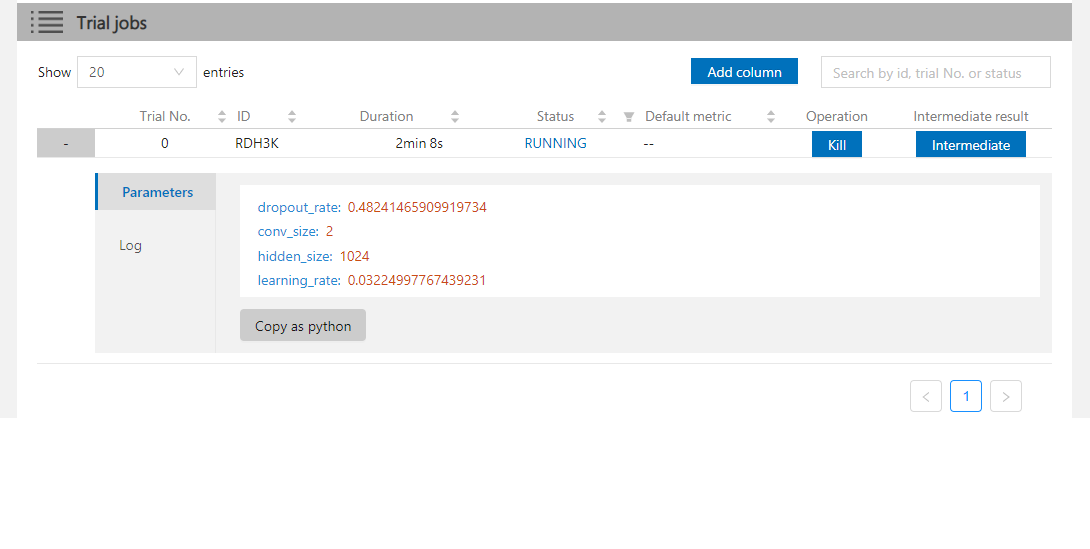 Trial jobs
Show 20 entries Add column Search by id, trial No. or status
Trial No. ID Duration Status Default metric Operation Intermediate result
- 0 RDH3K 2min 8s RUNNING -- Kill Intermediate
Parameters
dropout_rate: 0.48241465909919734
conv_size: 2
Log
hidden_size: 1024
learning_rate: 0.03224997767439231
Copy as python
< 1 >